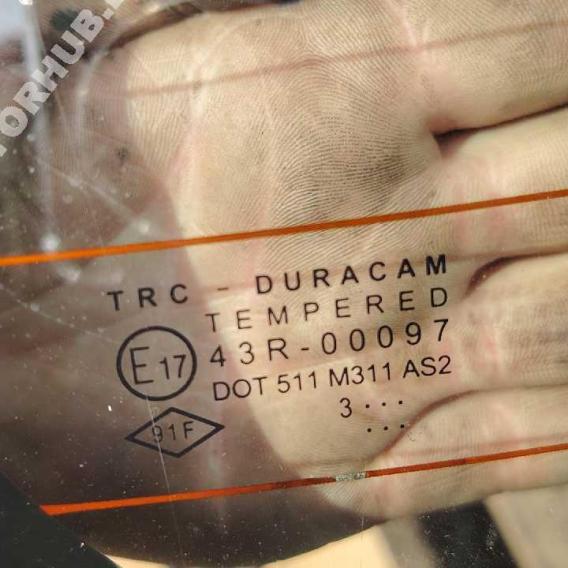 TRC - DURACAM
TEMPERED
E17 43R-00097
DOT 511 M311 AS2
3 ...
...
91F